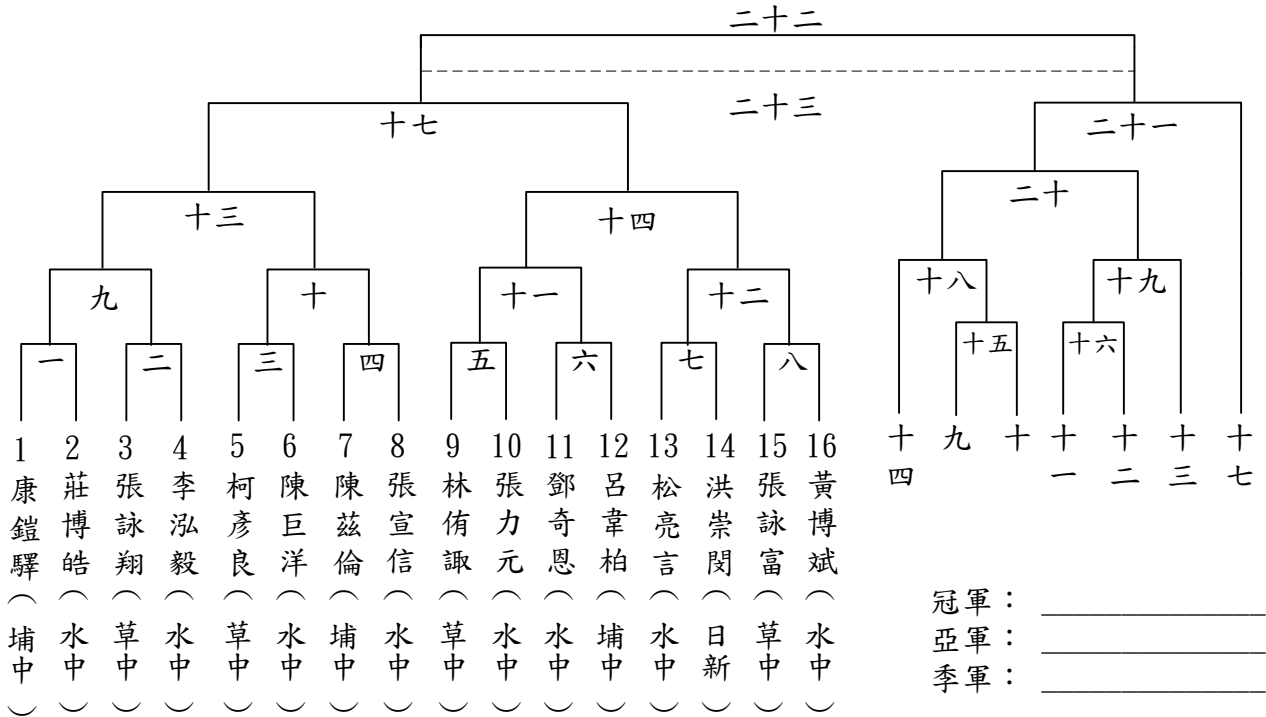 二十二
二十三
十七
二十一
二十
十三
十四
十八
十九
九
十
十一
十二
十五
十六
一
二
三
四
五
六
七
八
1 康鎧驛(埔中)
2 莊博皓(水中)
3 張詠翔(草中)
4 李泓毅(水中)
5 柯彥良(草中)
6 陳巨洋(水中)
7 陳茲倫(埔中)
8 張宣信(水中)
9 林侑諏(草中)
10 張力元(水中)
11 鄧奇恩(水中)
12 呂韋柏(埔中)
13 松亮言(水中)
14 洪崇閔(日新)
15 張詠富(草中)
16 黃博斌(水中)
十四
九
十
十一
十二
十三
十七
冠軍：______________
亞軍：______________
季軍：______________